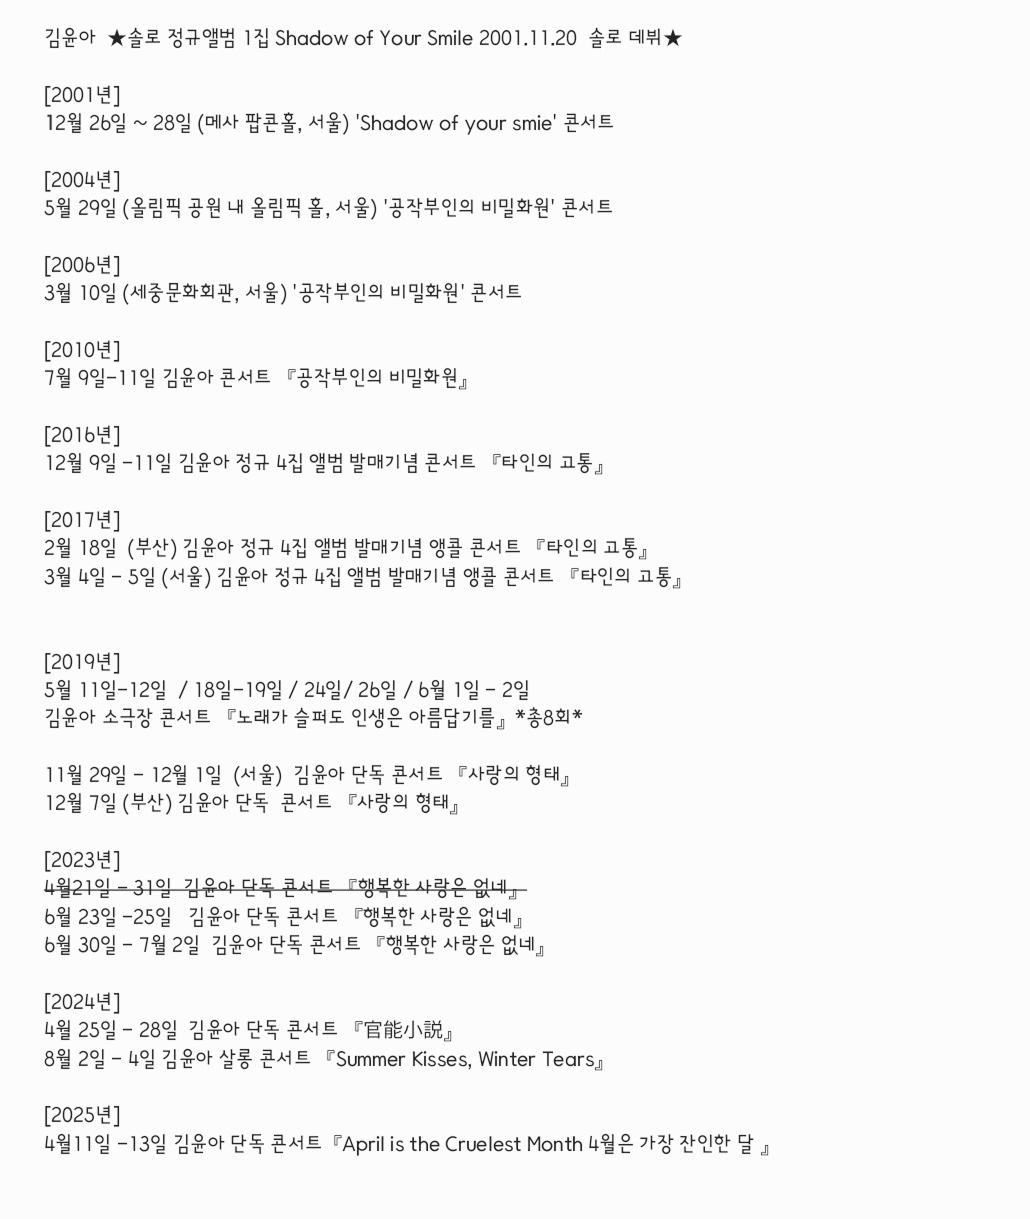 김윤아  ★솔로 정규앨범 1집 Shadow of Your Smile 2001.11.20  솔로 데뷔★
[2001년]
12월 26일 ~ 28일 (메사 팝콘홀, 서울) 'Shadow of your smie' 콘서트
[2004년]
5월 29일 (올림픽 공원 내 올림픽 홀, 서울) '공작부인의 비밀화원' 콘서트
[2006년]
3월 10일 (세중문화회관, 서울) '공작부인의 비밀화원' 콘서트
[2010년]
7월 9일-11일 김윤아 콘서트 『공작부인의 비밀화원』
[2016년]
12월 9일 -11일 김윤아 정규 4집 앨범 발매기념 콘서트 『타인의 고통』
[2017년]
2월 18일  (부산) 김윤아 정규 4집 앨범 발매기념 앵콜 콘서트 『타인의 고통』
3월 4일 - 5일 (서울) 김윤아 정규 4집 앨범 발매기념 앵콜 콘서트 『타인의 고통』
[2019년]
5월 11일-12일  / 18일-19일 / 24일/ 26일 / 6월 1일 - 2일
김윤아 소극장 콘서트 『노래가 슬퍼도 인생은 아름답기를』 *총8회*
11월 29일 - 12월 1일  (서울)  김윤아 단독 콘서트 『사랑의 형태』
12월 7일 (부산) 김윤아 단독  콘서트 『사랑의 형태』
[2023년]
4월21일 - 31일  김윤아 단독 콘서트 『행복한 사랑은 없네』
6월 23일 -25일   김윤아 단독 콘서트 『행복한 사랑은 없네』
6월 30일 - 7월 2일  김윤아 단독 콘서트 『행복한 사랑은 없네』
[2024년]
4월 25일 - 28일  김윤아 단독 콘서트 『官能小説』
8월 2일 - 4일 김윤아 살롱 콘서트 『Summer Kisses, Winter Tears』
[2025년]
4월11일 -13일 김윤아 단독 콘서트『April is the Cruelest Month 4월은 가장 잔인한 달 』